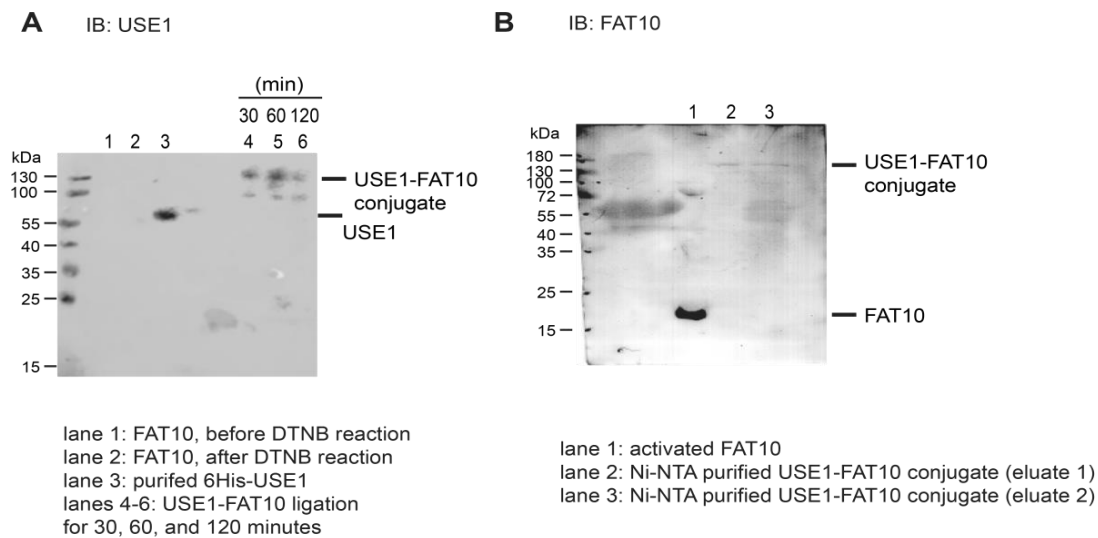 A IB: USE1
(min)
30 60 120
1 2 3 4 5 6
kDa
130
100
55
40
35
25
15
USE1-FAT10
conjugate
USE1
lane 1: FAT10, before DTNB reaction
lane 2: FAT10, after DTNB reaction
lane 3: purifed 6His-USE1
lanes 4-6: USE1-FAT10 ligation
for 30, 60, and 120 minutes
B IB: FAT10
1 2 3
kDa
180
130
100
72
55
40
35
25
15
USE1-FAT10
conjugate
FAT10
lane 1: activated FAT10
lane 2: Ni-NTA purified USE1-FAT10 conjugate (eluate 1)
lane 3: Ni-NTA purified USE1-FAT10 conjugate (eluate 2)